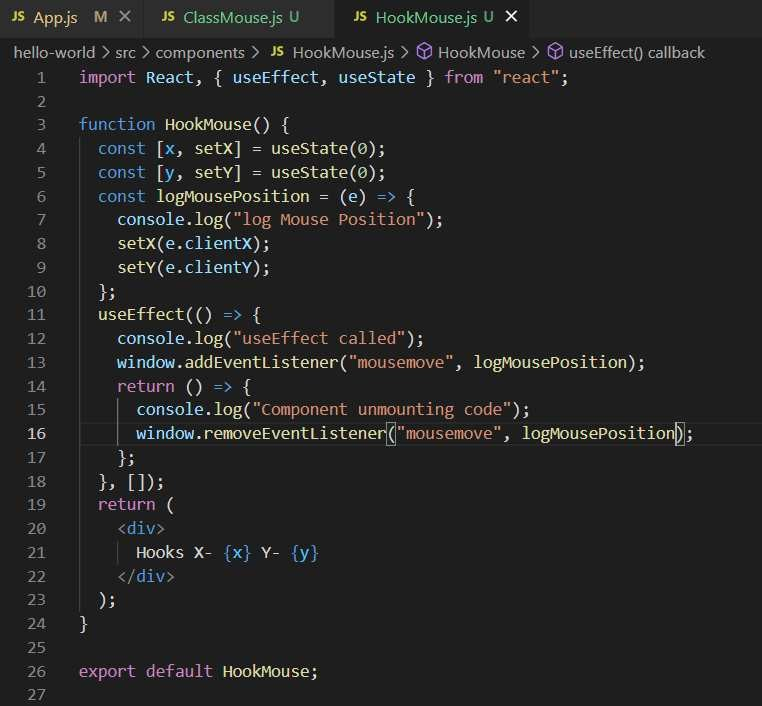 JS App.js M ×
JS ClassMouse.js U
JS HookMouse.js U ×
hello-world > src > components > JS HookMouse.js > HookMouse > useEffect() callback
1 import React, { useEffect, useState } from "react";
2
3 function HookMouse() {
4   const [x, setX] = useState(0);
5   const [y, setY] = useState(0);
6   const logMousePosition = (e) => {
7     console.log("log Mouse Position");
8     setX(e.clientX);
9     setY(e.clientY);
10   };
11   useEffect(() => {
12     console.log("useEffect called");
13     window.addEventListener("mousemove", logMousePosition);
14     return () => {
15       console.log("Component unmounting code");
16       window.removeEventListener("mousemove", logMousePosition);
17     };
18   }, []);
19   return (
20     <div>
21       Hooks X- {x} Y- {y}
22     </div>
23   );
24 }
25
26 export default HookMouse;
27